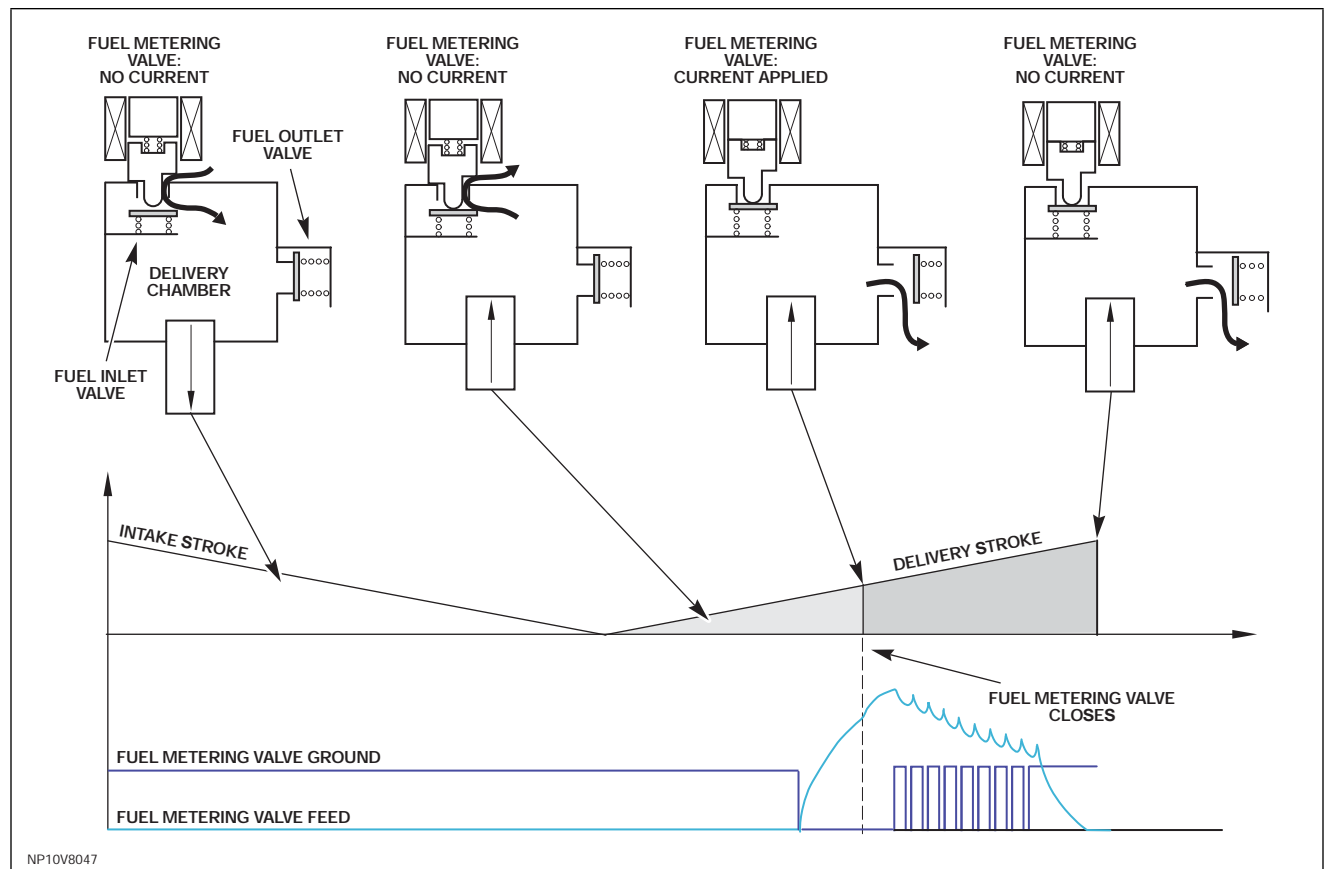 FUEL METERING
VALVE:
NO CURRENT
FUEL METERING
VALVE:
NO CURRENT
FUEL METERING
VALVE:
CURRENT APPLIED
FUEL METERING
VALVE:
NO CURRENT
FUEL OUTLET
VALVE
DELIVERY
CHAMBER
FUEL INLET
VALVE
INTAKE STROKE
DELIVERY STROKE
FUEL METERING VALVE
CLOSES
FUEL METERING VALVE GROUND
FUEL METERING VALVE FEED
NP10V8047